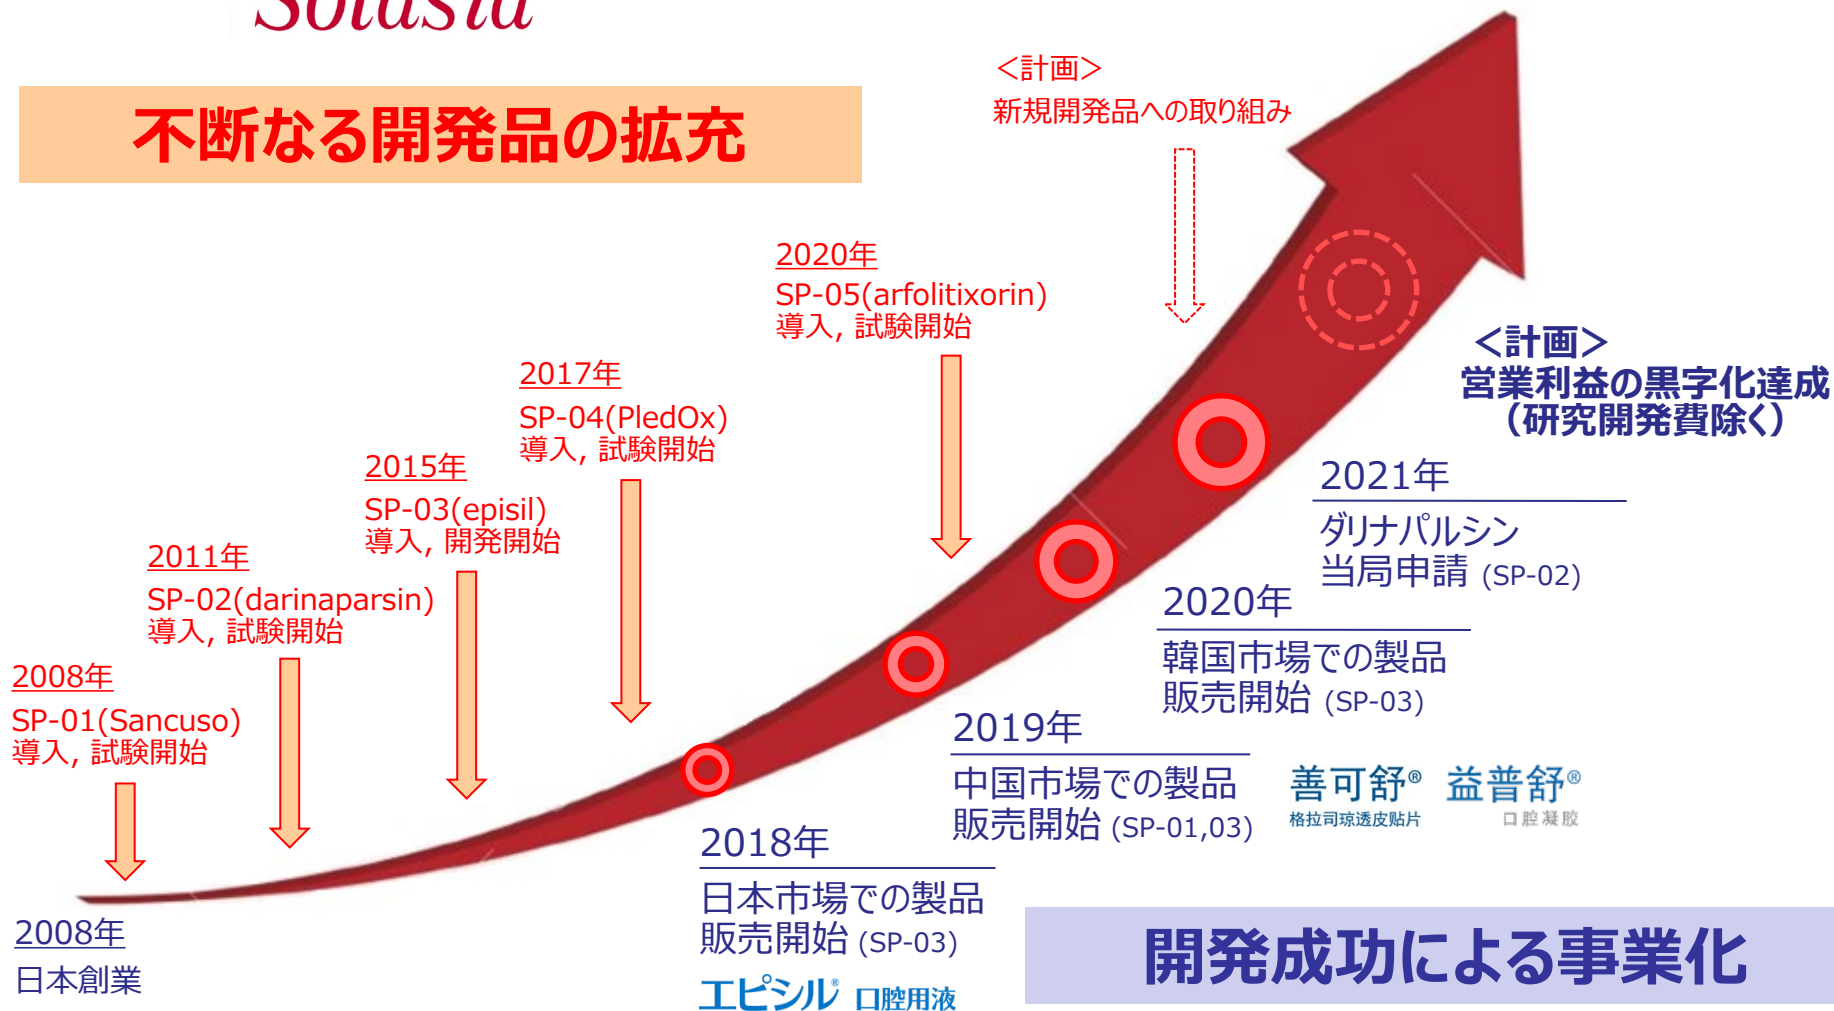 Solasia
不断なる開発品の拡充
<計画>
新規開発品への取り組み
2020年
SP-05(arfolitixorin)
導入, 試験開始
2017年
SP-04(PledOx)
導入, 試験開始
2015年
SP-03(episil)
導入, 開発開始
2011年
SP-02(darinaparsin)
導入, 試験開始
2008年
SP-01(Sancuso)
導入, 試験開始
2008年
日本創業
2018年
日本市場での製品
販売開始 (SP-03)
エピシル® 口腔用液
2019年
中国市場での製品
販売開始 (SP-01,03)
善可舒® 益普舒®
格拉司琼透皮贴片 口腔凝胶
2020年
韓国市場での製品
販売開始 (SP-03)
2021年
ダリナパルシン
当局申請 (SP-02)
<計画>
営業利益の黒字化達成
（研究開発費除く）
開発成功による事業化